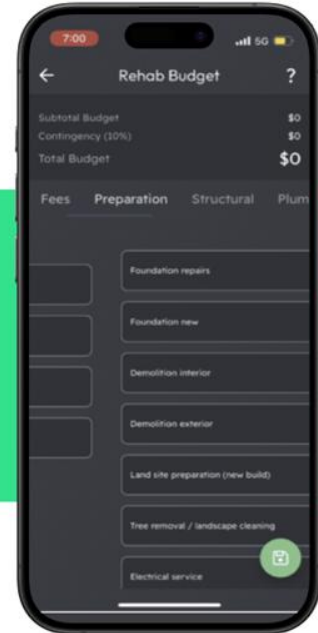 7:00
5G
Rehab Budget
?
Subtotal Budget $0
Contingency (10%) $0
Total Budget $0
Fees Preparation Structural Plum
Foundation repairs
Foundation new
Demolition interior
Demolition exterior
Land site preparation (new build)
Tree removal / landscape cleaning
Electrical service